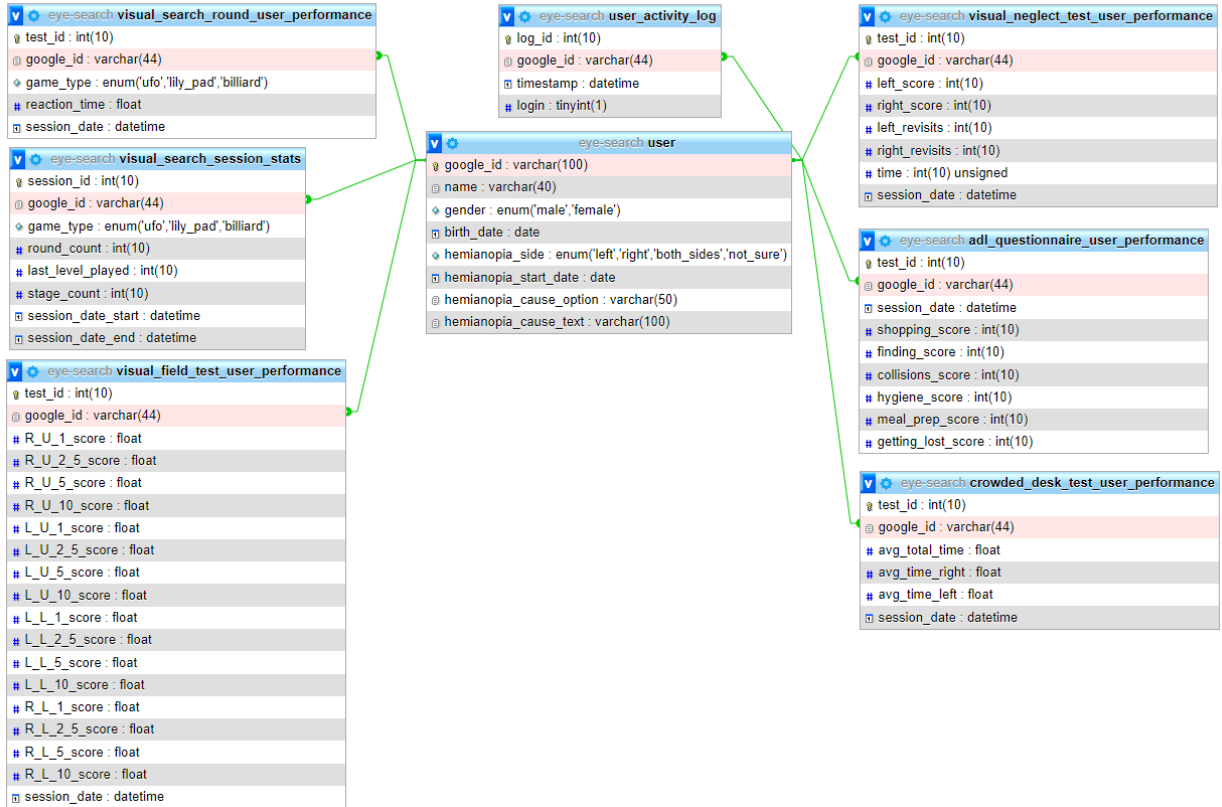 eye-search visual_search_round_user_performance
test_id : int(10)
google_id : varchar(44)
game_type : enum('ufo','lily_pad','billiard')
reaction_time : float
session_date : datetime
eye-search visual_search_session_stats
session_id : int(10)
google_id : varchar(44)
game_type : enum('ufo','lily_pad','billiard')
round_count : int(10)
last_level_played : int(10)
stage_count : int(10)
session_date_start : datetime
session_date_end : datetime
eye-search visual_field_test_user_performance
test_id : int(10)
google_id : varchar(44)
R_U_1_score : float
R_U_2_5_score : float
R_U_5_score : float
R_U_10_score : float
L_U_1_score : float
L_U_2_5_score : float
L_U_5_score : float
L_U_10_score : float
L_L_1_score : float
L_L_2_5_score : float
L_L_5_score : float
L_L_10_score : float
R_L_1_score : float
R_L_2_5_score : float
R_L_5_score : float
R_L_10_score : float
session_date : datetime
eye-search user_activity_log
log_id : int(10)
google_id : varchar(44)
timestamp : datetime
login : tinyint(1)
eye-search user
google_id : varchar(100)
name : varchar(40)
gender : enum('male','female')
birth_date : date
hemianopia_side : enum('left','right','both_sides','not_sure')
hemianopia_start_date : date
hemianopia_cause_option : varchar(50)
hemianopia_cause_text : varchar(100)
eye-search visual_neglect_test_user_performance
test_id : int(10)
google_id : varchar(44)
left_score : int(10)
right_score : int(10)
left_revisits : int(10)
right_revisits : int(10)
time : int(10) unsigned
session_date : datetime
eye-search adl_questionnaire_user_performance
test_id : int(10)
google_id : varchar(44)
session_date : datetime
shopping_score : int(10)
finding_score : int(10)
collisions_score : int(10)
hygiene_score : int(10)
meal_prep_score : int(10)
getting_lost_score : int(10)
eye-search crowded_desk_test_user_performance
test_id : int(10)
google_id : varchar(44)
avg_total_time : float
avg_time_right : float
avg_time_left : float
session_date : datetime